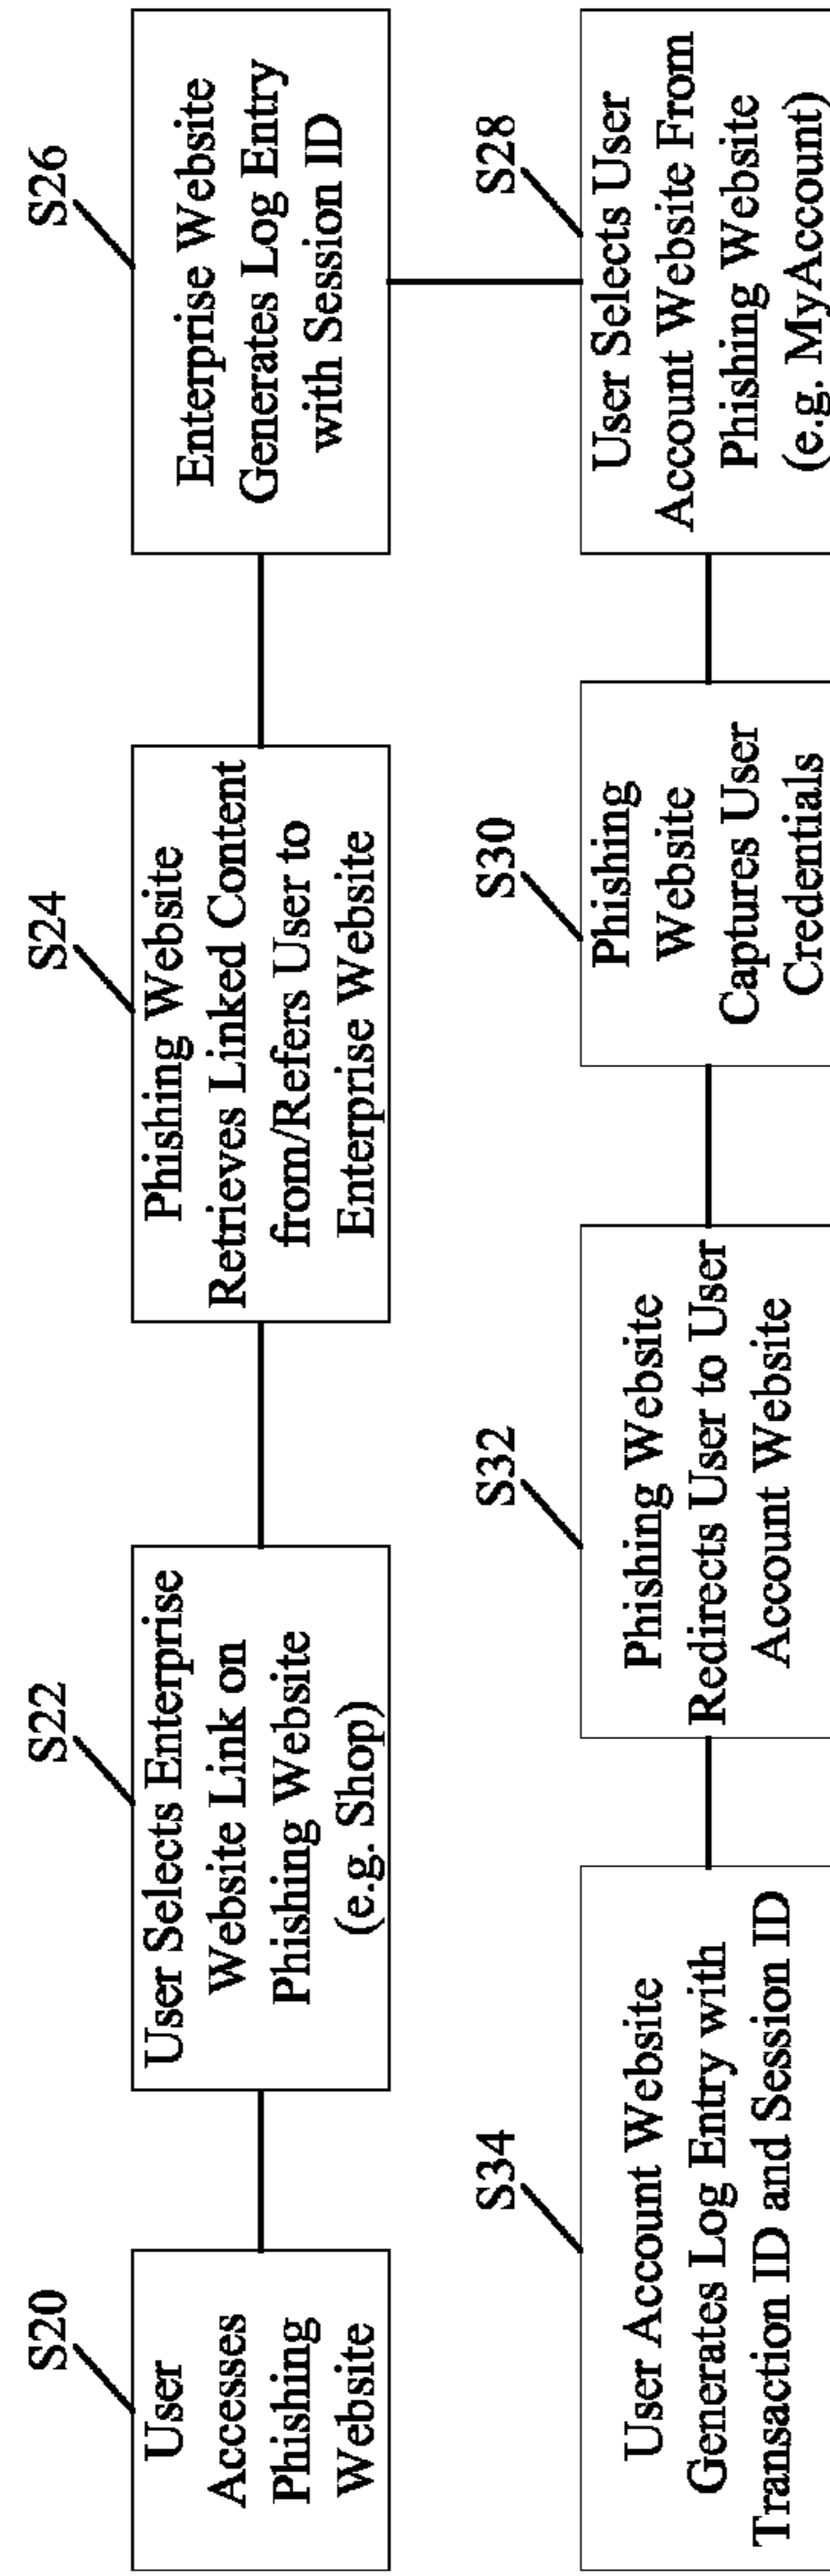 S20
User
Accesses
Phishing
Website
S22
User Selects Enterprise
Website Link on
Phishing Website
(e.g. Shop)
S24
Phishing Website
Retrieves Linked Content
from/Refers User to
Enterprise Website
S26
Enterprise Website
Generates Log Entry
with Session ID
S28
User Selects User
Account Website From
Phishing Website
(e.g. MyAccount)
S30
Phishing
Website
Captures User
Credentials
S32
Phishing Website
Redirects User to User
Account Website
S34
User Account Website
Generates Log Entry with
Transaction ID and Session ID